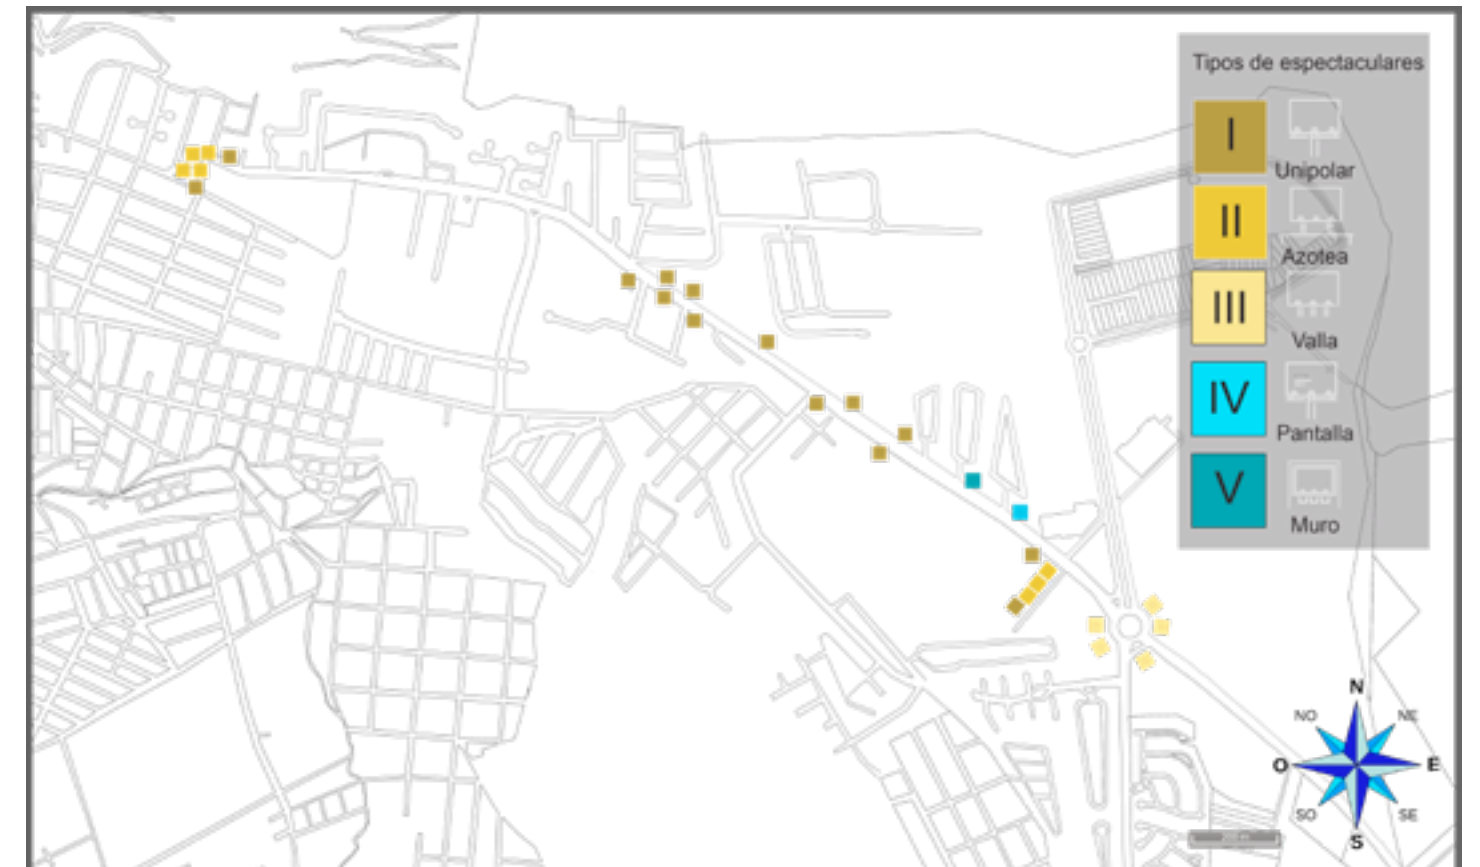 Tipos de espectaculares
I
Unipolar
II
Azotea
III
Valla
IV
Pantalla
V
Muro
N
NO
NE
O
E
SO
SE
S